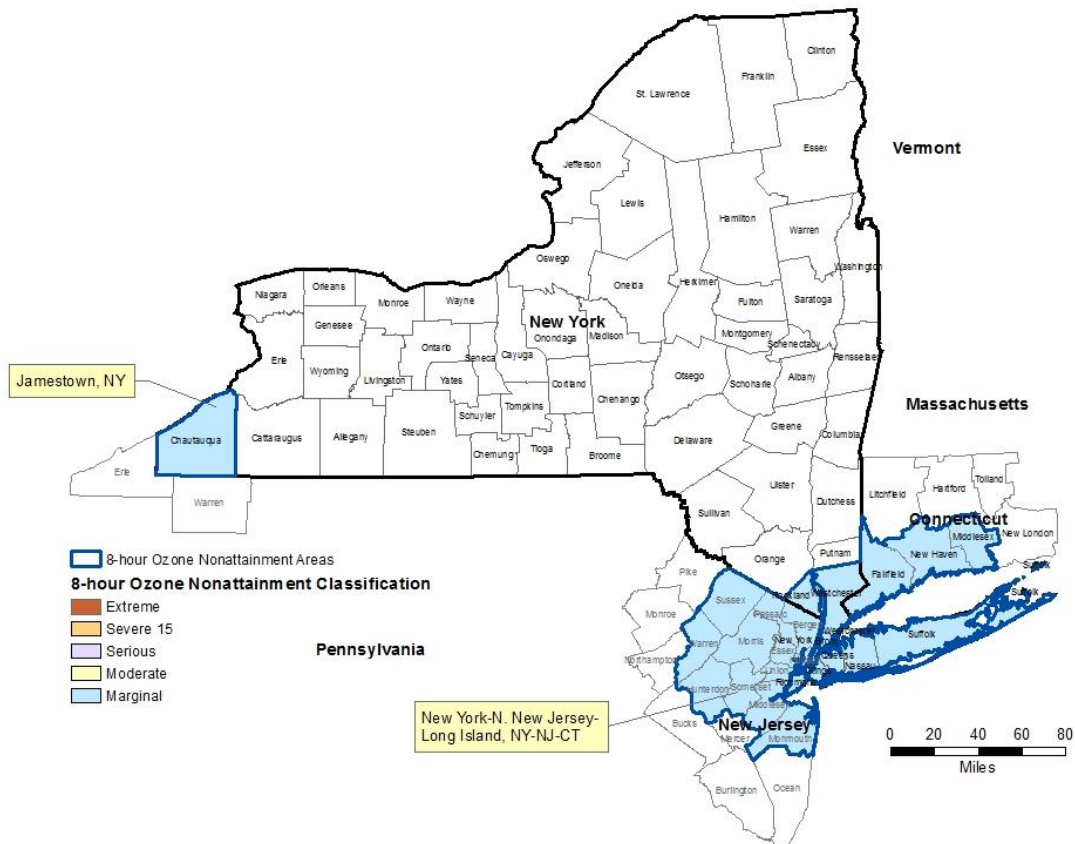 Clinton
Franklin
St. Lawrence
Vermont
Essex
Jefferson
Lewis
Hamilton
Warren
Washington
Oswego
Oneida
Herkimer
Niagara
Orleans
Monroe
Wayne
Fulton
Saratoga
Genesee
New York
Montgomery
Onondaga
Madison
Schenectady
Erie
Ontario
Seneca
Cayuga
Rensselaer
Jamestown, NY
Wyoming
Livingston
Yates
Cortland
Otsego
Schoharie
Albany
Chenango
Tompkins
Massachusetts
Schuyler
Steuben
Greene
Columbia
Chautauqua
Cattaraugus
Allegany
Delaware
Chemung
Tioga
Broome
Erie
Ulster
Tolland
Hartford
Litchfield
Warren
Dutchess
Sullivan
Connecticut
New London
Middlesex
Putnam
New Haven
Orange
Fairfield
Suffolk
8-hour Ozone Nonattainment Areas
8-hour Ozone Nonattainment Classification
Extreme
Severe 15
Serious
Moderate
Marginal
Pike
Rockland
Westchester
Suffolk
Sussex
Monroe
Passaic
Bergen
Warren
Morris
New York
Westchester
Suffolk
Pennsylvania
Essex
Queens
Nassau
Northampton
Union
Hunterdon
Somerset
Richmond
Middlesex
New York-N. New Jersey-
Long Island, NY-NJ-CT
Bucks
New Jersey
Mercer
Monmouth
0 20 40 60 80
Miles
Burlington
Ocean